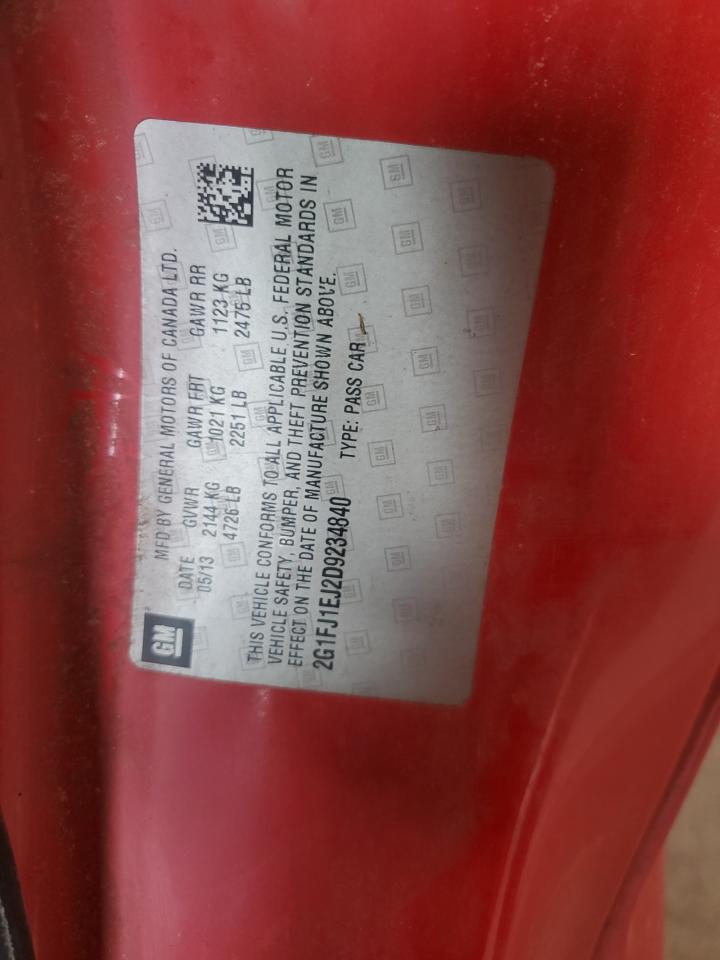 GM
MFD BY GENERAL MOTORS OF CANADA LTD.
DATE GVWR GAWR FRT GAWR RR
05/13 2144 KG 1021 KG 1123 KG
4726 LB 2251 LB 2476 LB
THIS VEHICLE CONFORMS TO ALL APPLICABLE U.S. FEDERAL MOTOR
VEHICLE SAFETY, BUMPER, AND THEFT PREVENTION STANDARDS IN
EFFECT ON THE DATE OF MANUFACTURE SHOWN ABOVE.
2G1FJ1EJ2D9234840 TYPE: PASS CAR